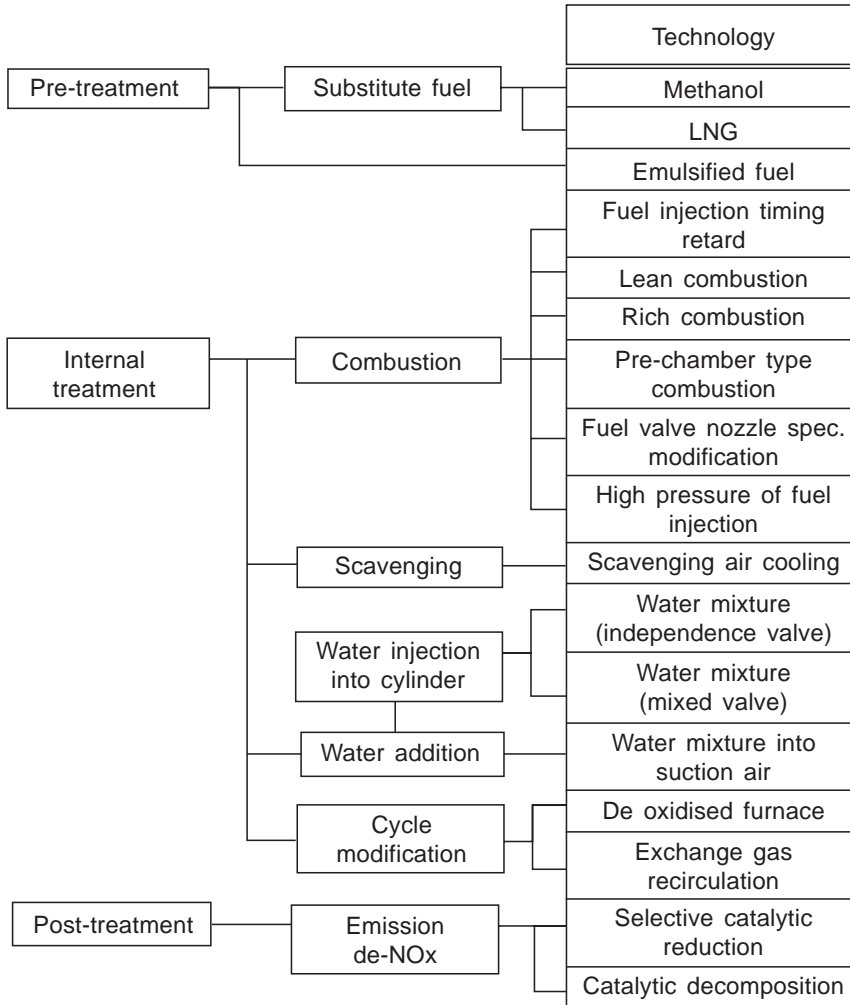 Technology
Pre-treatment
Substitute fuel
Methanol
LNG
Emulsified fuel
Fuel injection timing
retard
Lean combustion
Rich combustion
Internal
treatment
Combustion
Pre-chamber type
combustion
Fuel valve nozzle spec.
modification
High pressure of fuel
injection
Scavenging
Scavenging air cooling
Water injection
into cylinder
Water mixture
(independence valve)
Water mixture
(mixed valve)
Water addition
Water mixture into
suction air
Cycle
modification
De oxidised furnace
Exchange gas
recirculation
Post-treatment
Emission
de-NOx
Selective catalytic
reduction
Catalytic decomposition